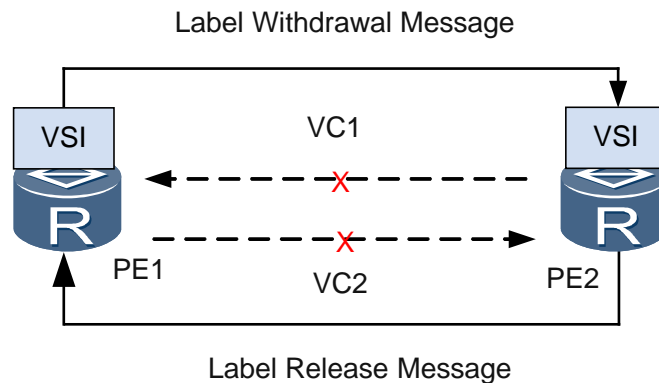 Label Withdrawal Message
VSI
VC1
VSI
X
R
R
X
PE1
VC2
PE2
Label Release Message